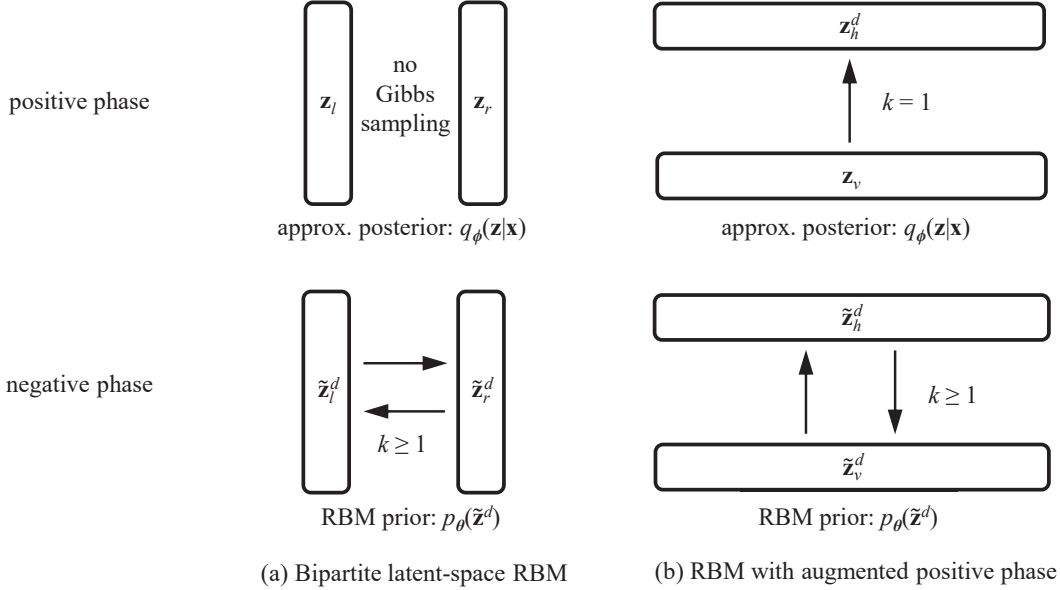 positive phase
z_l
no
Gibbs
sampling
z_r
approx. posterior: q_ϕ(z|x)
z_h^d
k = 1
z_v
approx. posterior: q_ϕ(z|x)
negative phase
z̃_l^d
k ≥ 1
z̃_r^d
RBM prior: p_θ(z̃^d)
(a) Bipartite latent-space RBM
z̃_h^d
k ≥ 1
z̃_v^d
RBM prior: p_θ(z̃^d)
(b) RBM with augmented positive phase